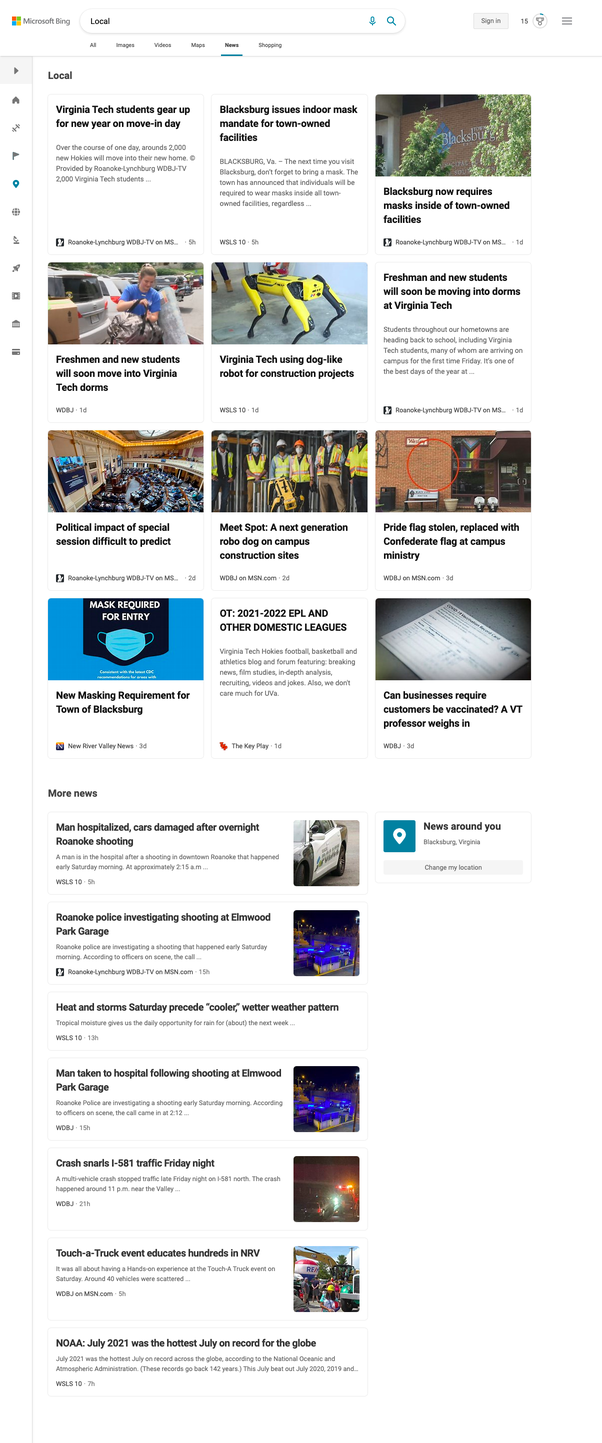 Microsoft Bing
Local
Sign in
15
All
Images
Videos
Maps
News
Shopping
Local
Virginia Tech students gear up
for new year on move-in day
Over the course of one day, arounds 2,000
new Hokies will move into their new home. ©
Provided by Roanoke-Lynchburg WDBJ-TV
2,000 Virginia Tech students ...
Roanoke-Lynchburg WDBJ-TV on MS... · 5h
Blacksburg issues indoor mask
mandate for town-owned
facilities
BLACKSBURG, Va. – The next time you visit
Blacksburg, don't forget to bring a mask. The
town has announced that individuals will be
required to wear masks inside all town-
owned facilities, regardless ...
WSLS 10 · 5h
Blacksburg
Blacksburg now requires
masks inside of town-owned
facilities
Roanoke-Lynchburg WDBJ-TV on MS... · 1d
Freshmen and new students
will soon move into Virginia
Tech dorms
WDBJ · 1d
Virginia Tech using dog-like
robot for construction projects
WSLS 10 · 1d
Freshman and new students
will soon be moving into dorms
at Virginia Tech
Students throughout our hometowns are
heading back to school, including Virginia
Tech students, many of whom are arriving on
campus for the first time Friday. It's one of
the best days of the year at ...
Roanoke-Lynchburg WDBJ-TV on MS... · 1d
Political impact of special
session difficult to predict
Roanoke-Lynchburg WDBJ-TV on MS... · 2d
Meet Spot: A next generation
robo dog on campus
construction sites
WDBJ on MSN.com · 2d
Pride flag stolen, replaced with
Confederate flag at campus
ministry
WDBJ on MSN.com · 3d
MASK REQUIRED
FOR ENTRY
Consistent with the latest CDC
recommendations for areas with
New Masking Requirement for
Town of Blacksburg
New River Valley News · 3d
OT: 2021-2022 EPL AND
OTHER DOMESTIC LEAGUES
Virginia Tech Hokies football, basketball and
athletics blog and forum featuring: breaking
news, film studies, in-depth analysis,
recruiting, videos and jokes. Also, we don't
care much for UVa.
The Key Play · 1d
Can businesses require
customers be vaccinated? A VT
professor weighs in
WDBJ · 3d
More news
Man hospitalized, cars damaged after overnight
Roanoke shooting
A man is in the hospital after a shooting in downtown Roanoke that happened
early Saturday morning. At approximately 2:15 a.m ...
WSLS 10 · 5h
News around you
Blacksburg, Virginia
Change my location
Roanoke police investigating shooting at Elmwood
Park Garage
Roanoke police are investigating a shooting that happened early Saturday
morning. According to officers on scene, the call ...
Roanoke-Lynchburg WDBJ-TV on MSN.com · 15h
Heat and storms Saturday precede “cooler,” wetter weather pattern
Tropical moisture gives us the daily opportunity for rain for (about) the next week ...
WSLS 10 · 13h
Man taken to hospital following shooting at Elmwood
Park Garage
Roanoke Police are investigating a shooting early Saturday morning. According
to officers on scene, the call came in at 2:12 ...
WDBJ · 15h
Crash snarls I-581 traffic Friday night
A multi-vehicle crash stopped traffic late Friday night on I-581 north. The crash
happened around 11 p.m. near the Valley ...
WDBJ · 21h
Touch-a-Truck event educates hundreds in NRV
It was all about having a Hands-on experience at the Touch-A Truck event on
Saturday. Around 40 vehicles were scattered ...
WDBJ on MSN.com · 5h
NOAA: July 2021 was the hottest July on record for the globe
July 2021 was the hottest July on record across the globe, according to the National Oceanic and
Atmospheric Administration. (These records go back 142 years.) This July beat out July 2020, 2019 and...
WSLS 10 · 7h